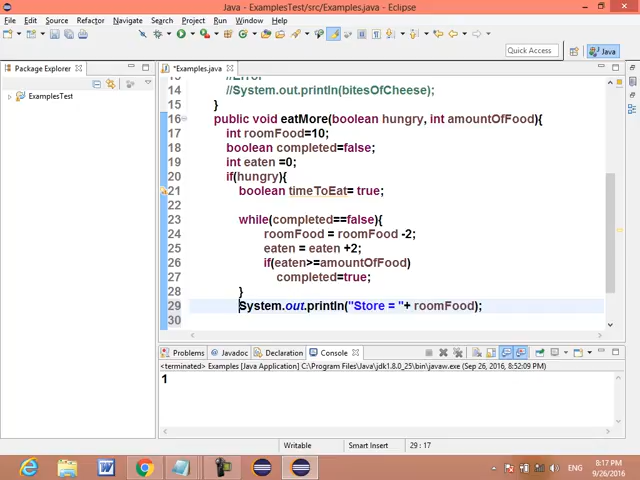 Java - ExamplesTest/src/Examples.java - Eclipse
File Edit Source Refactor Navigate Search Project Run Window Help
Quick Access
Java
Package Explorer
*Examples.java
ExamplesTest
//Error
14 //System.out.println(bitesOfCheese);
15 }
16 public void eatMore(boolean hungry, int amountOfFood){
17 int roomFood=10;
18 boolean completed=false;
19 int eaten =0;
20 if(hungry){
21 boolean timeToEat= true;
22
23 while(completed==false){
24 roomFood = roomFood -2;
25 eaten = eaten +2;
26 if(eaten>=amountOfFood)
27 completed=true;
28 }
29 System.out.println("Store = "+ roomFood);
30
Problems Javadoc Declaration Console
<terminated> Examples [Java Application] C:\Program Files\Java\jdk1.8.0_25\bin\javaw.exe (Sep 26, 2016, 8:52:09 PM)
1
Writable Smart Insert 29 : 17
ENG
8:17 PM
9/26/2016